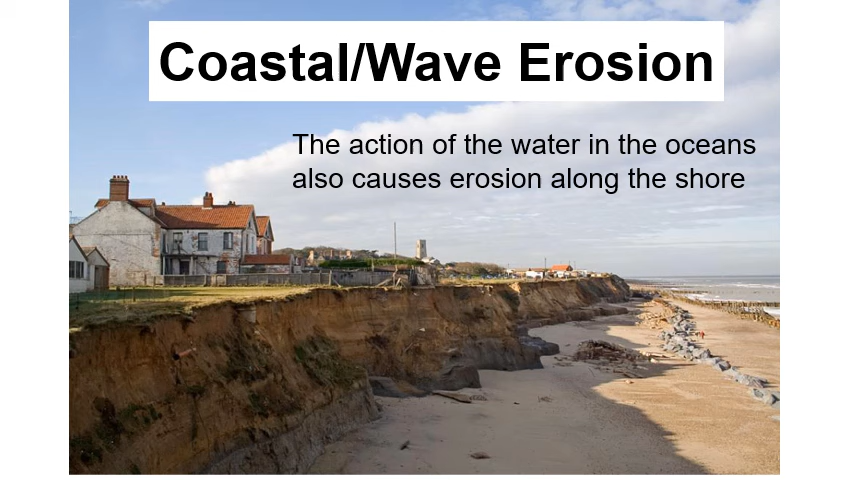 Coastal/Wave Erosion
The action of the water in the oceans
also causes erosion along the shore